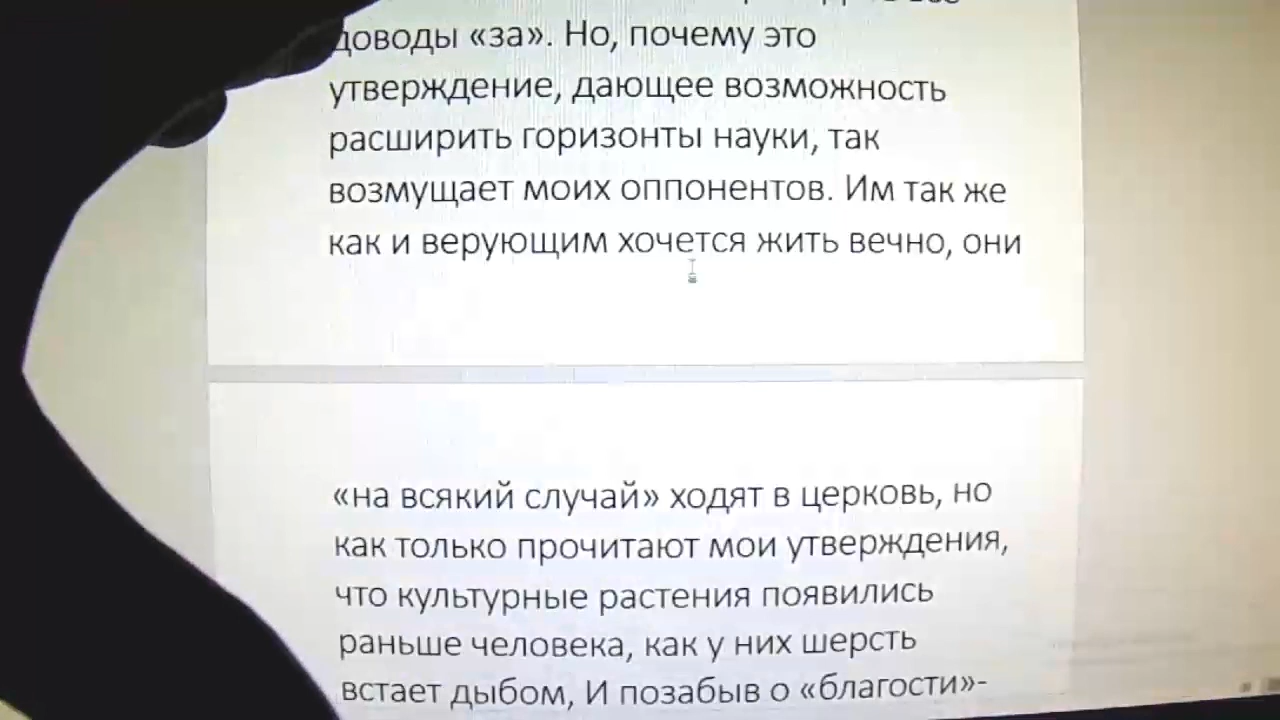 доводы «за». Но, почему это
утверждение, дающее возможность
расширить горизонты науки, так
возмущает моих оппонентов. Им так же
как и верующим хочется жить вечно, они
«на всякий случай» ходят в церковь, но
как только прочитают мои утверждения,
что культурные растения появились
раньше человека, как у них шерсть
встает дыбом, И позабыв о «благости»-